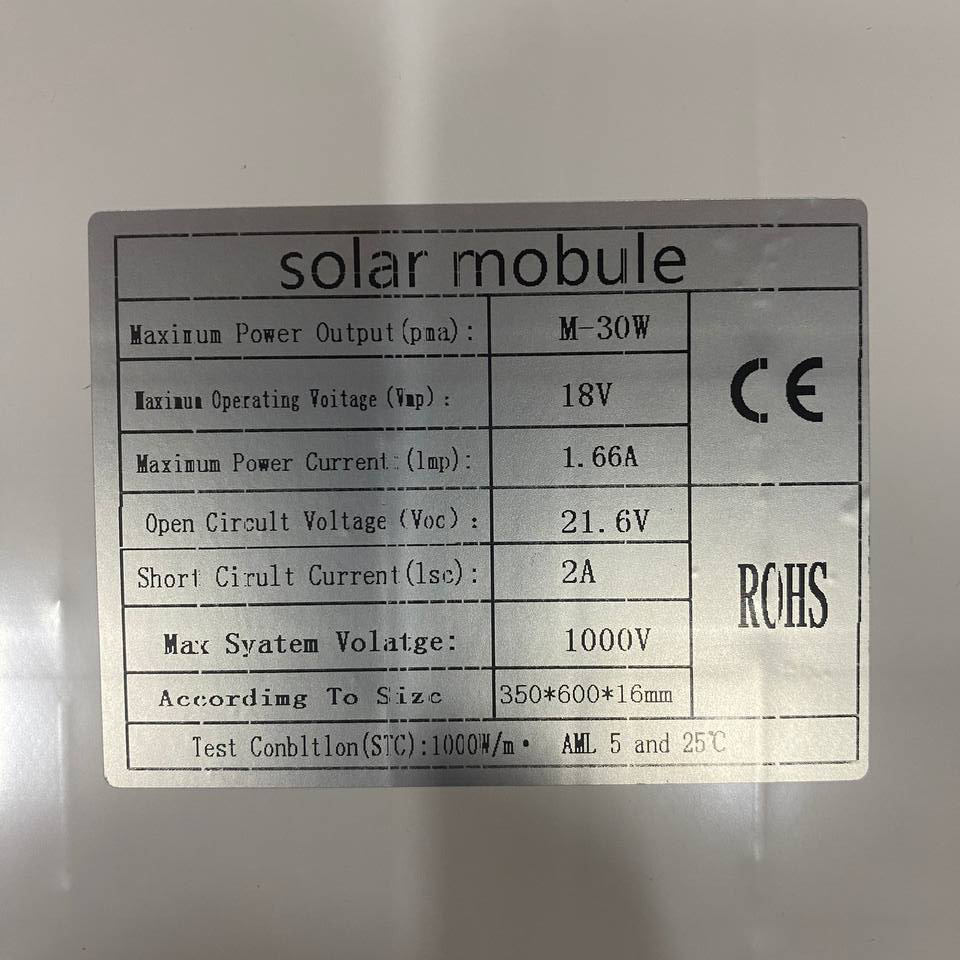 solar mobule
Maximum Power Output(pma): M-30W
Maximum Operating Voitage(Vmp): 18V
Maximum Power Current:(lmp): 1.66A
CE
Open Circult Voltage(Voc): 21.6V
Short Cirult Current(lsc): 2A
ROHS
Max Syatem Volatge: 1000V
Accordimg To Size 350*600*16mm
Test Conbltlon(STC):1000W/m• AML 5 and 25℃